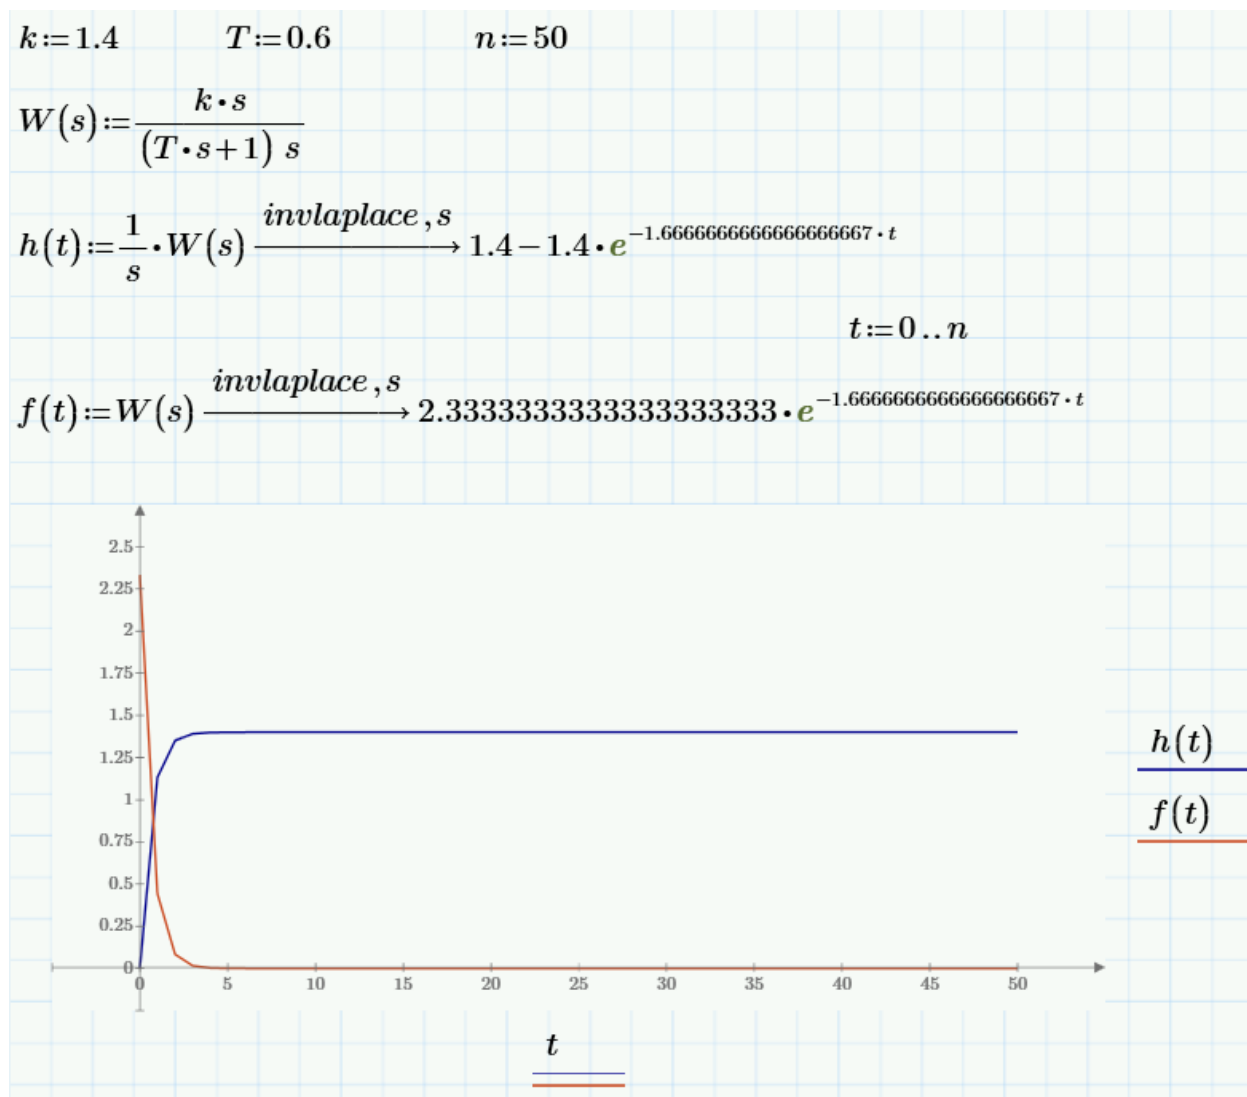 k:=1.4 T:=0.6 n:=50
W(s):=k•s/((T•s+1) s)
h(t):=1/s•W(s) invlaplace,s → 1.4−1.4•e^(−1.6666666666666666667•t)
t:=0..n
f(t):=W(s) invlaplace,s → 2.3333333333333333333•e^(−1.6666666666666666667•t)
2.5
2.25
2
1.75
1.5
1.25
1
0.75
0.5
0.25
0
0 5 10 15 20 25 30 35 40 45 50
h(t)
f(t)
t